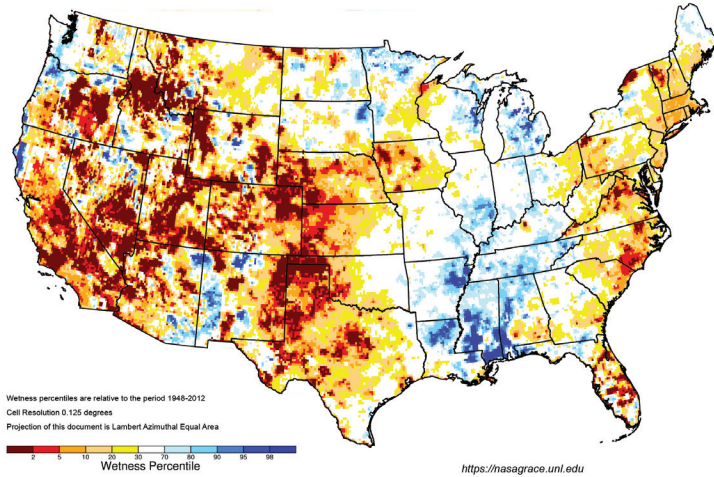 Wetness percentiles are relative to the period 1948-2012
Cell Resolution 0.125 degrees
Projection of this document is Lambert Azimuthal Equal Area
2 5 10 20 30 70 80 90 95 98
Wetness Percentile
https://nasagrace.unl.edu